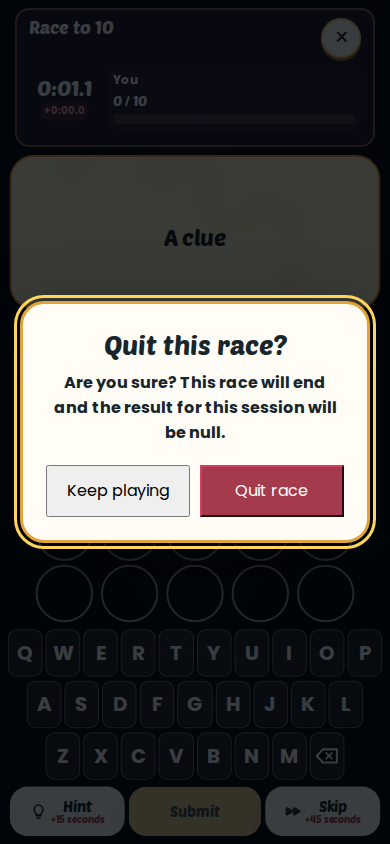 Race to 10
0:01.1
+0:00.0
You
0 / 10
A clue
Quit this race?
Are you sure? This race will end
and the result for this session will
be null.
Keep playing
Quit race
Q W E R T Y U I O P
A S D F G H J K L
Z X C V B N M
Hint
+15 seconds
Submit
Skip
+45 seconds